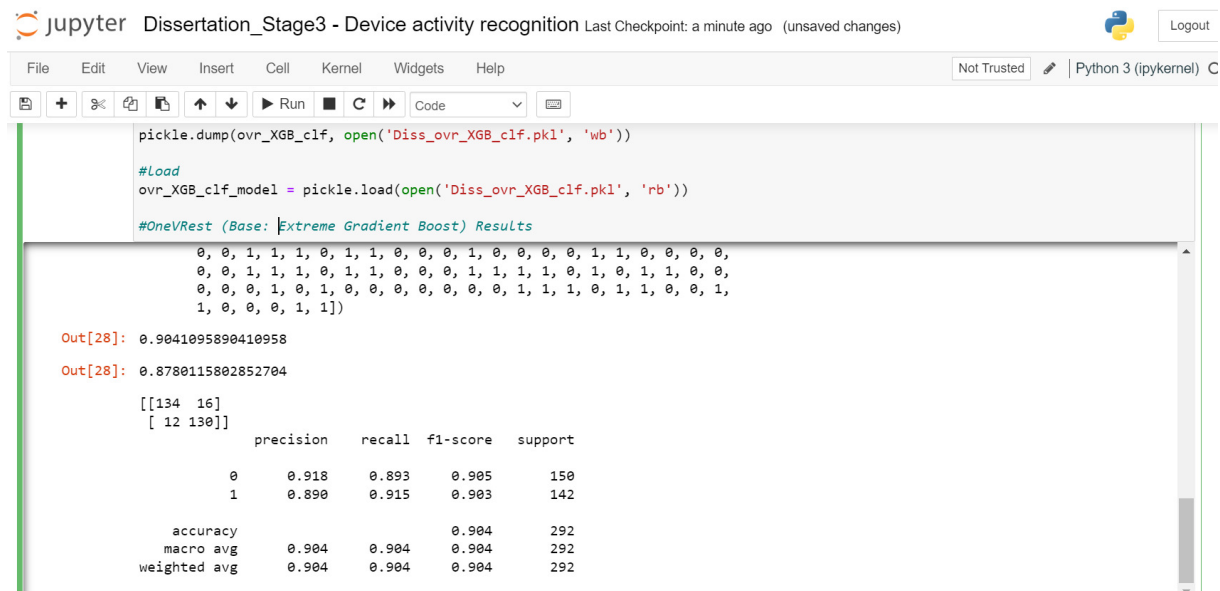 jupyter Dissertation_Stage3 - Device activity recognition Last Checkpoint: a minute ago (unsaved changes) Logout
File Edit View Insert Cell Kernel Widgets Help Not Trusted Python 3 (ipykernel)
Run Code
pickle.dump(ovr_XGB_clf, open('Diss_ovr_XGB_clf.pkl', 'wb'))
#load
ovr_XGB_clf_model = pickle.load(open('Diss_ovr_XGB_clf.pkl', 'rb'))
#OneVRest (Base: Extreme Gradient Boost) Results
0, 0, 1, 1, 1, 0, 1, 1, 0, 0, 0, 1, 0, 0, 0, 0, 1, 1, 0, 0, 0, 0,
0, 0, 1, 1, 1, 0, 1, 1, 0, 0, 0, 1, 1, 1, 1, 0, 1, 0, 1, 1, 0, 0,
0, 0, 0, 1, 0, 1, 0, 0, 0, 0, 0, 0, 0, 1, 1, 1, 0, 1, 1, 0, 0, 1,
1, 0, 0, 0, 1, 1])
Out[28]: 0.9041095890410958
Out[28]: 0.8780115802852704
[[134 16]
[ 12 130]]
precision recall f1-score support
0 0.918 0.893 0.905 150
1 0.890 0.915 0.903 142
accuracy 0.904 292
macro avg 0.904 0.904 0.904 292
weighted avg 0.904 0.904 0.904 292